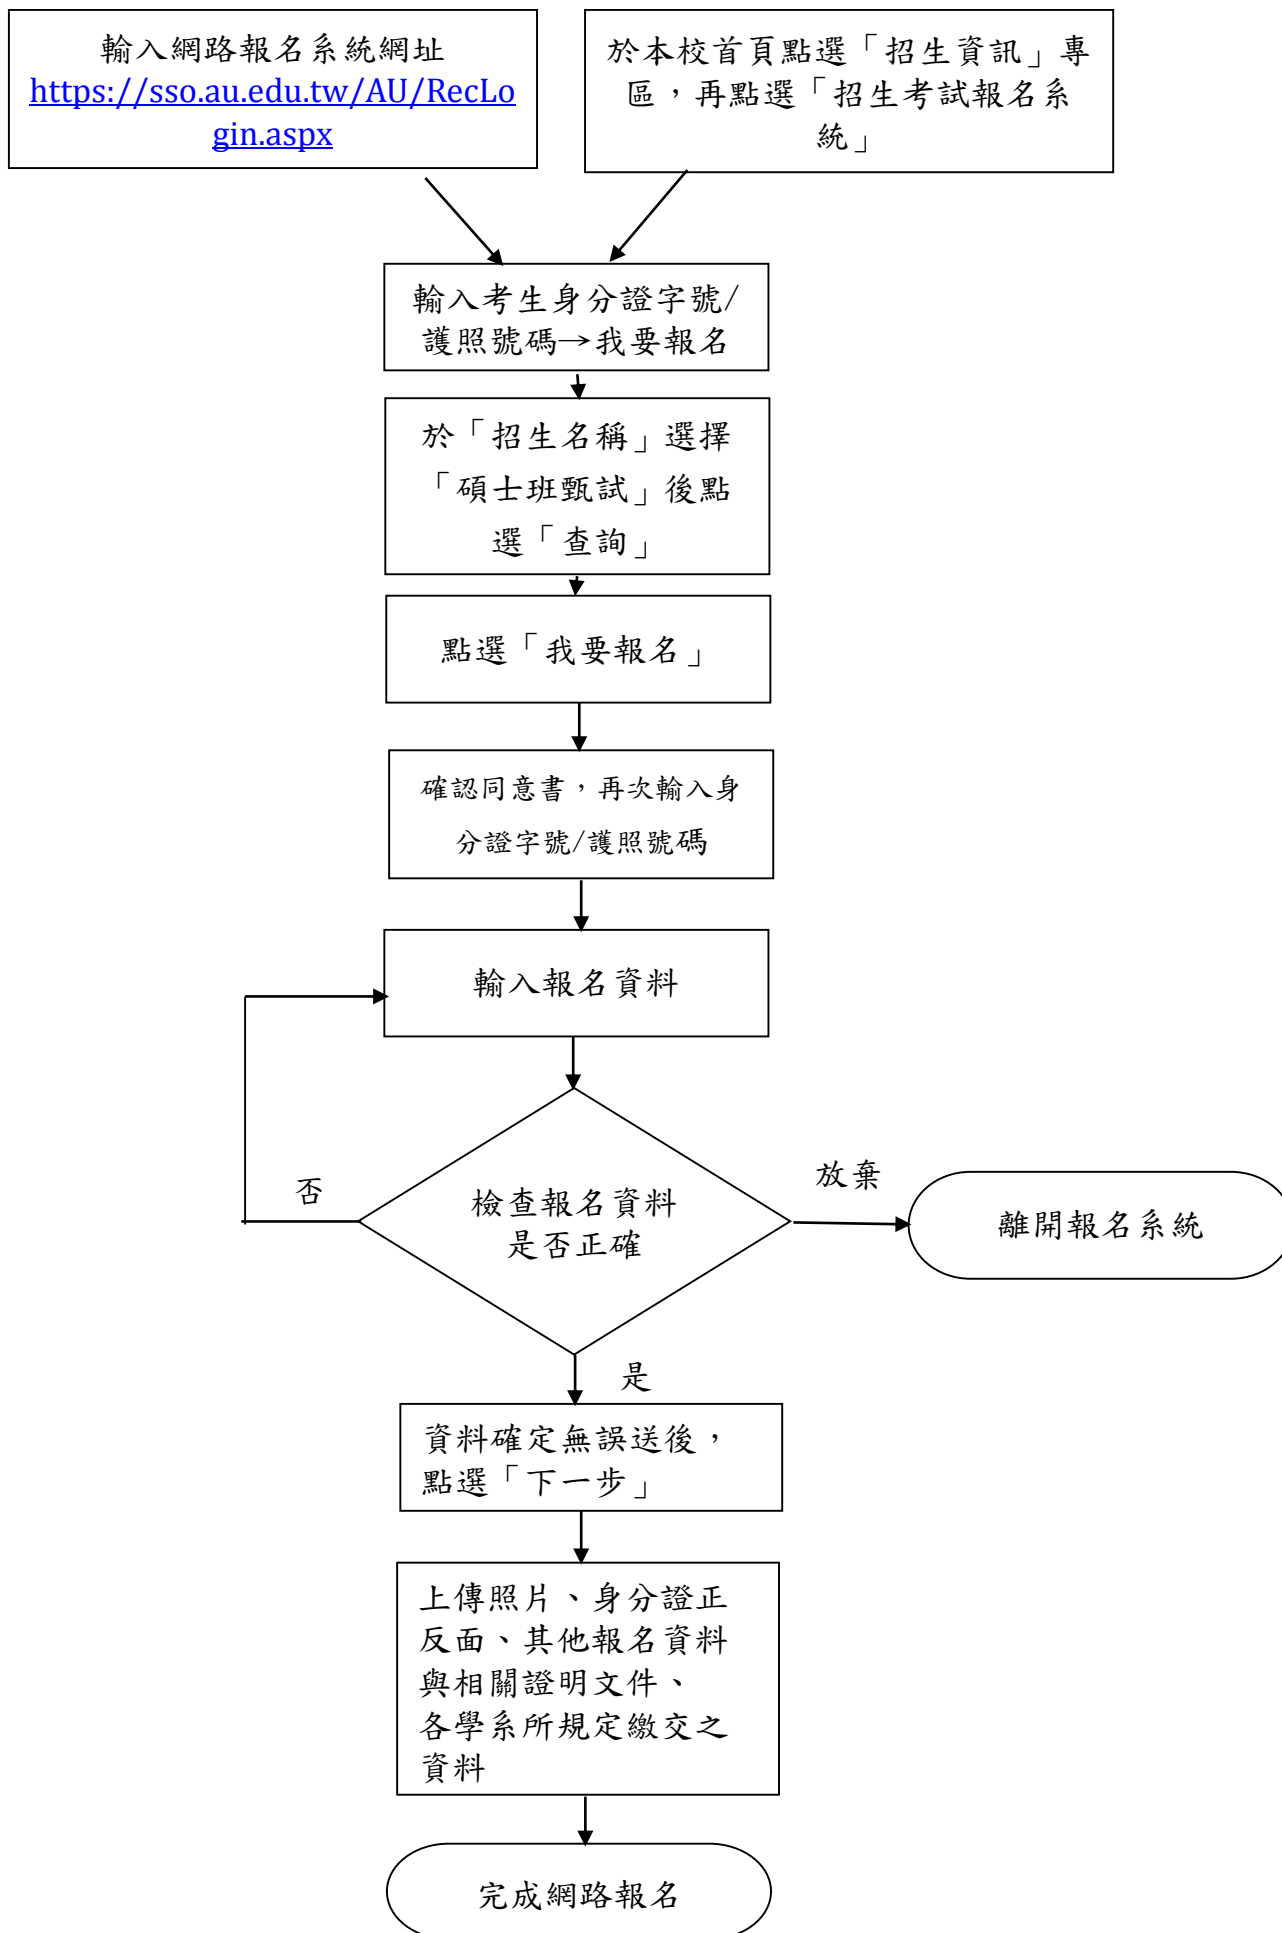 輸入網路報名系統網址
https://sso.au.edu.tw/AU/RecLo
gin.aspx
於本校首頁點選「招生資訊」專
區，再點選「招生考試報名系
統」
輸入考生身分證字號/
護照號碼→我要報名
於「招生名稱」選擇
「碩士班甄試」後點
選「查詢」
點選「我要報名」
確認同意書，再次輸入身
分證字號/護照號碼
輸入報名資料
檢查報名資料
是否正確
否
放棄
離開報名系統
是
資料確定無誤送後，
點選「下一步」
上傳照片、身分證正
反面、其他報名資料
與相關證明文件、
各學系所規定繳交之
資料
完成網路報名